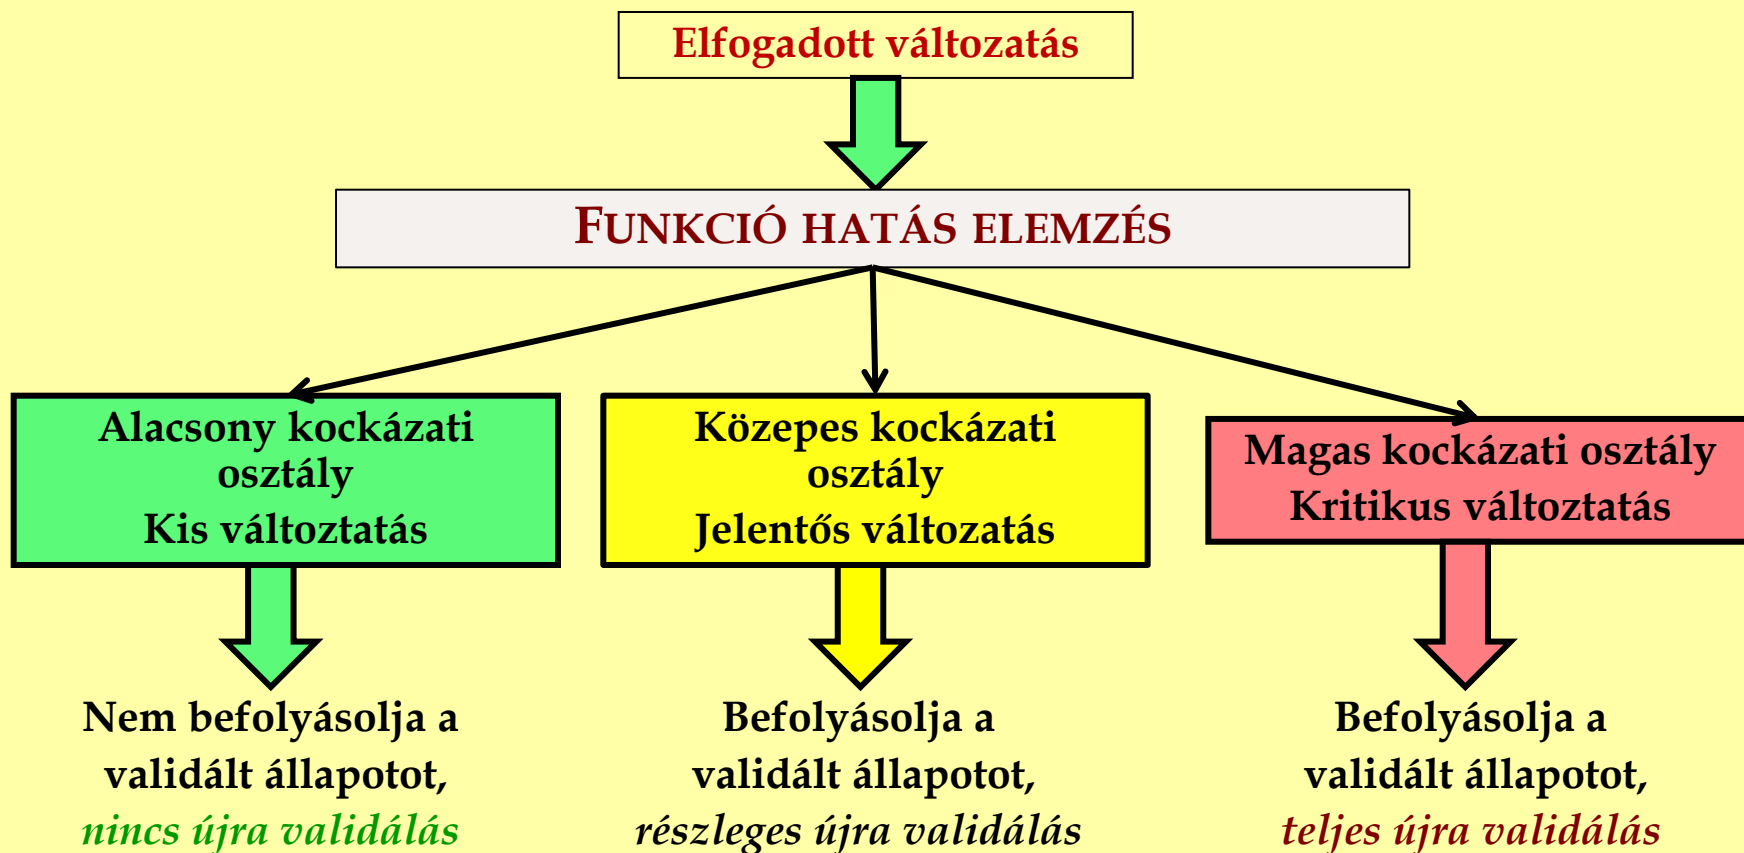 Elfogadott változatás
FUNKCIÓ HATÁS ELEMZÉS
Alacsony kockázati
osztály
Kis változtatás
Közepes kockázati
osztály
Jelentős változatás
Magas kockázati osztály
Kritikus változtatás
Nem befolyásolja a
validált állapotot,
nincs újra validálás
Befolyásolja a
validált állapotot,
részleges újra validálás
Befolyásolja a
validált állapotot,
teljes újra validálás